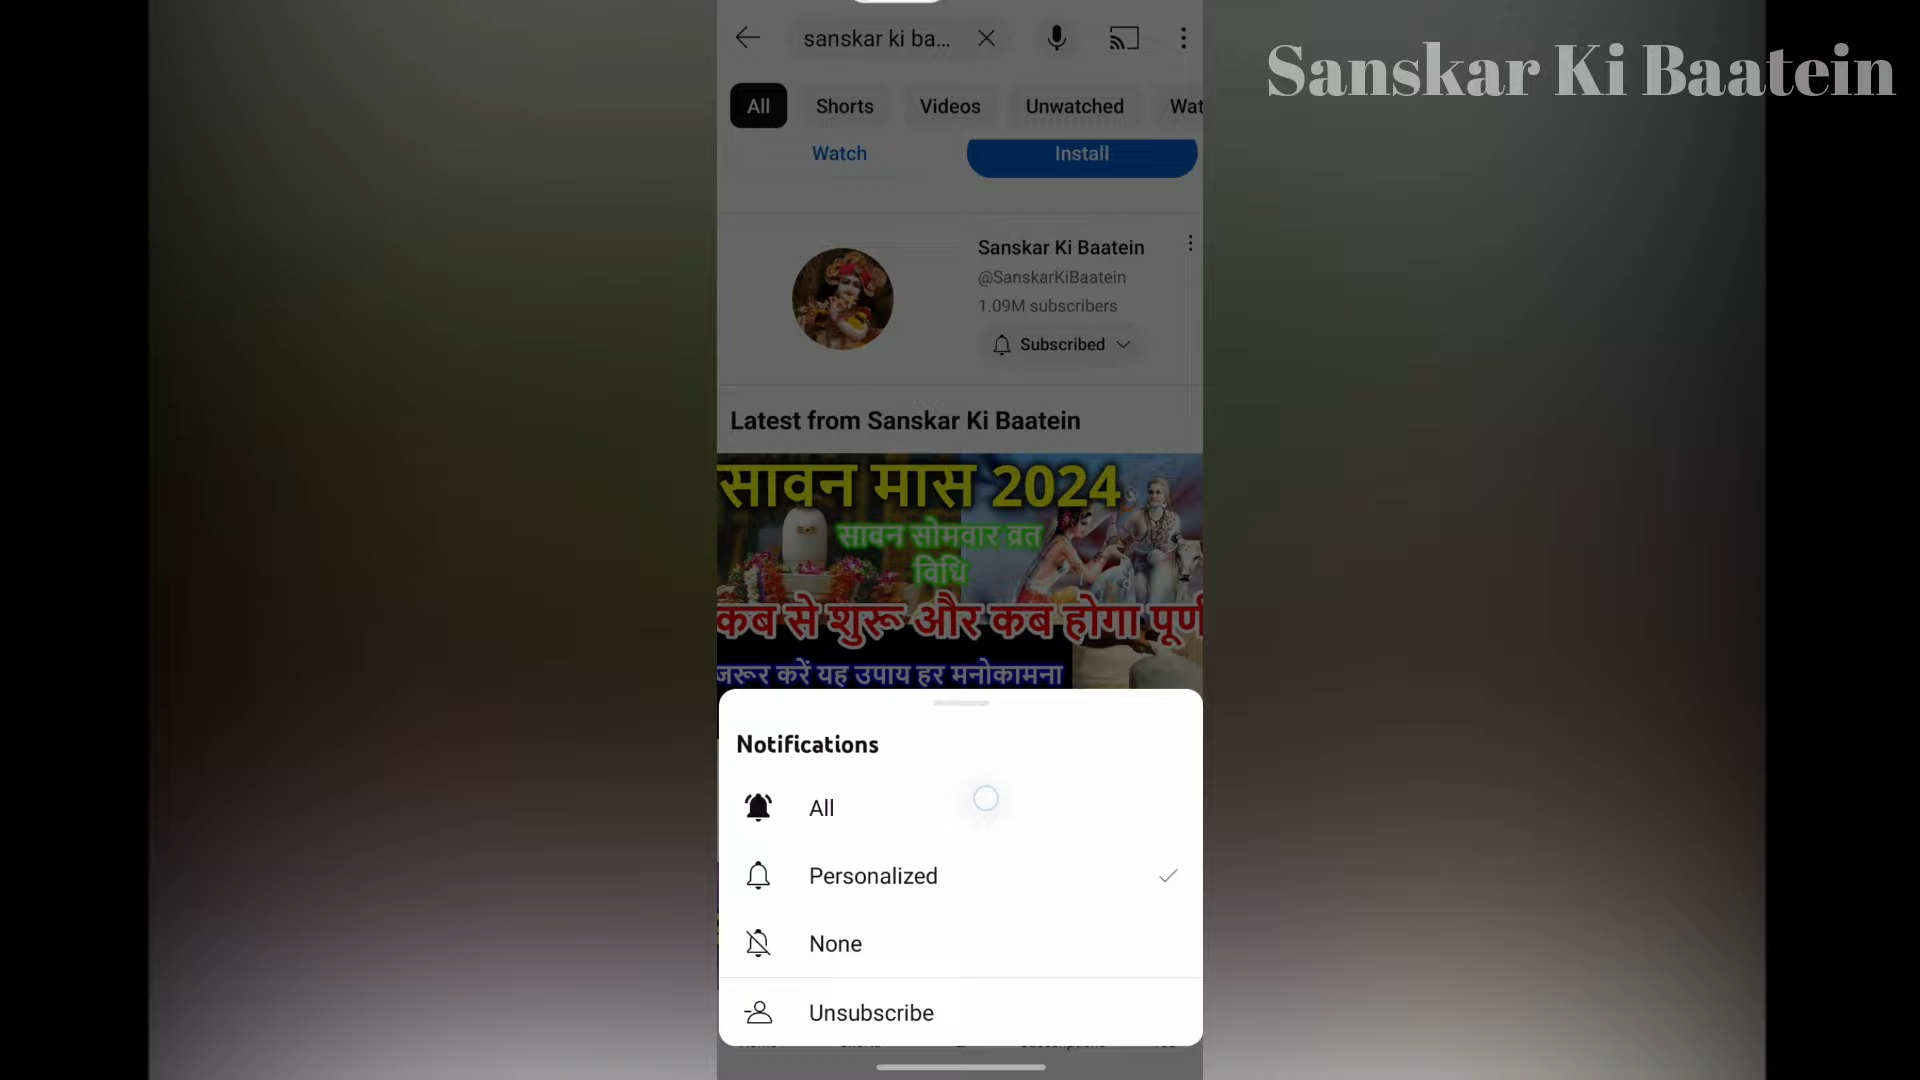 sanskar ki ba...
Sanskar Ki Baatein
All
Shorts
Videos
Unwatched
Wat
Watch
Install
Sanskar Ki Baatein
@SanskarKiBaatein
1.09M subscribers
Subscribed
Latest from Sanskar Ki Baatein
सावन मास 2024
सावन सोमवार व्रत
विधि
कब से शुरू और कब होगा पूर्ण
जरूर करें यह उपाय हर मनोकामना
Notifications
All
Personalized
None
Unsubscribe